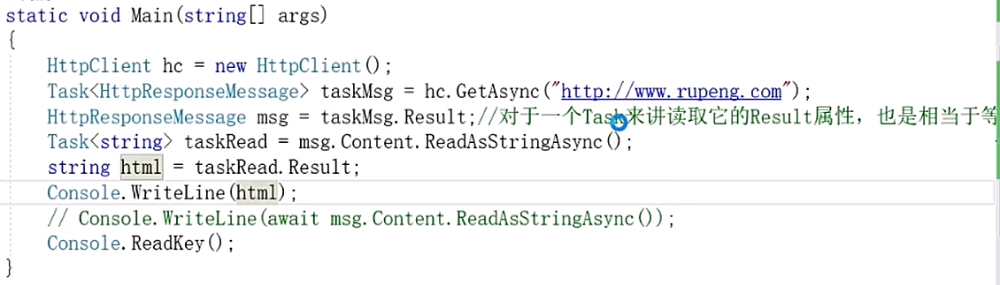 static void Main(string[] args)
{
HttpClient hc = new HttpClient();
Task<HttpResponseMessage> taskMsg = hc.GetAsync("http://www.rupeng.com");
HttpResponseMessage msg = taskMsg.Result;//对于一个Task来讲读取它的Result属性，也是相当于等
Task<string> taskRead = msg.Content.ReadAsStringAsync();
string html = taskRead.Result;
Console.WriteLine(html);
// Console.WriteLine(await msg.Content.ReadAsStringAsync());
Console.ReadKey();
}